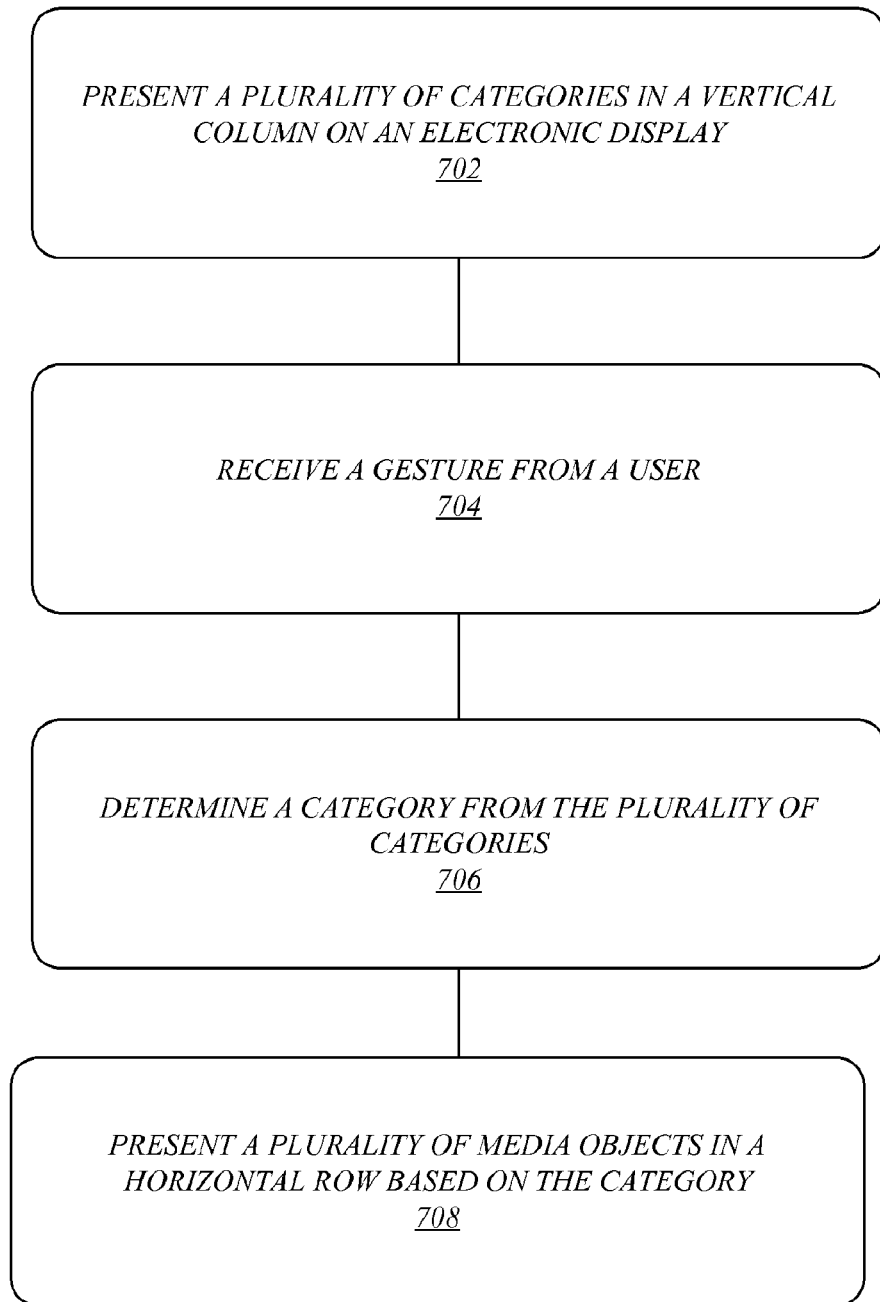 PRESENT A PLURALITY OF CATEGORIES IN A VERTICAL
COLUMN ON AN ELECTRONIC DISPLAY
702
RECEIVE A GESTURE FROM A USER
704
DETERMINE A CATEGORY FROM THE PLURALITY OF
CATEGORIES
706
PRESENT A PLURALITY OF MEDIA OBJECTS IN A
HORIZONTAL ROW BASED ON THE CATEGORY
708